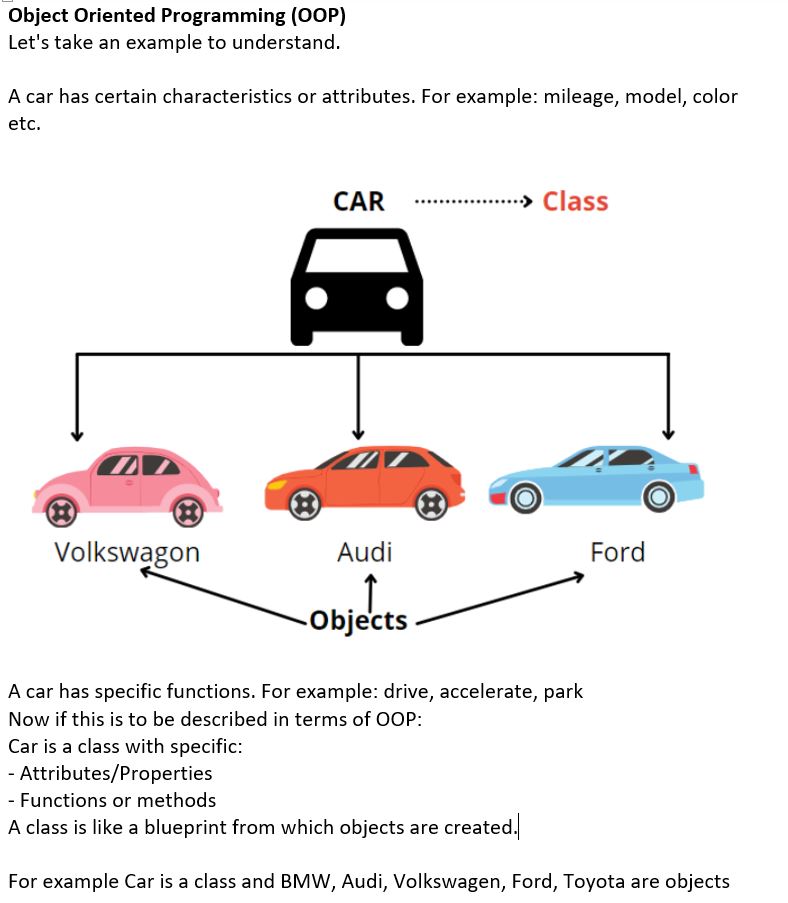 Object Oriented Programming (OOP)
Let's take an example to understand.
A car has certain characteristics or attributes. For example: mileage, model, color
etc.
CAR Class
Volkswagon Audi Ford
Objects
A car has specific functions. For example: drive, accelerate, park
Now if this is to be described in terms of OOP:
Car is a class with specific:
- Attributes/Properties
- Functions or methods
A class is like a blueprint from which objects are created.
For example Car is a class and BMW, Audi, Volkswagen, Ford, Toyota are objects